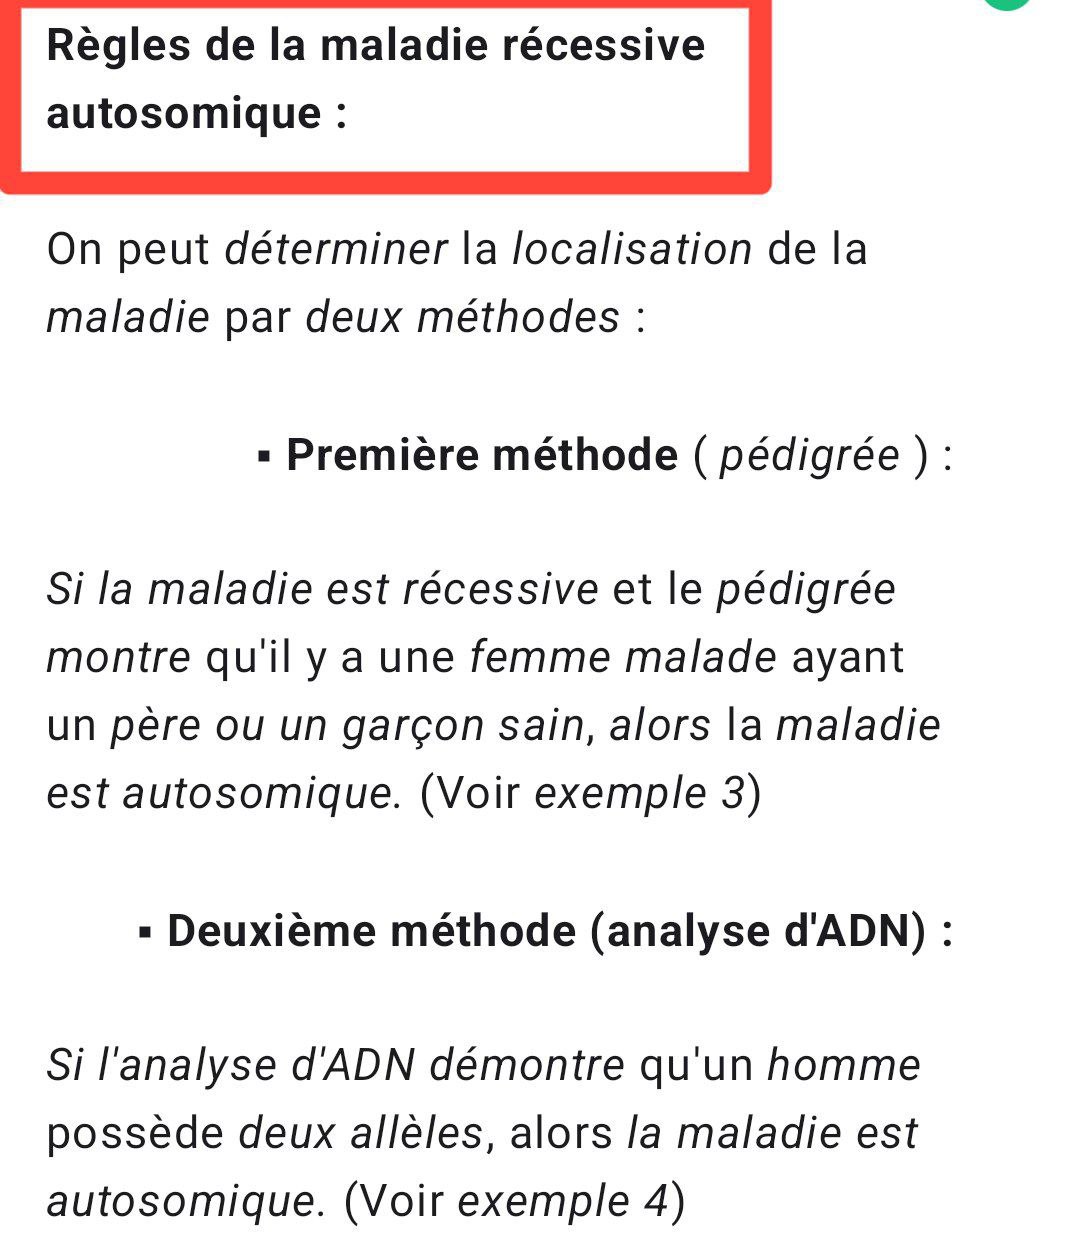 Règles de la maladie récessive
autosomique :
On peut déterminer la localisation de la
maladie par deux méthodes :
▪ Première méthode ( pédigrée ) :
Si la maladie est récessive et le pédigrée
montre qu'il y a une femme malade ayant
un père ou un garçon sain, alors la maladie
est autosomique. (Voir exemple 3)
▪ Deuxième méthode (analyse d'ADN) :
Si l'analyse d'ADN démontre qu'un homme
possède deux allèles, alors la maladie est
autosomique. (Voir exemple 4)